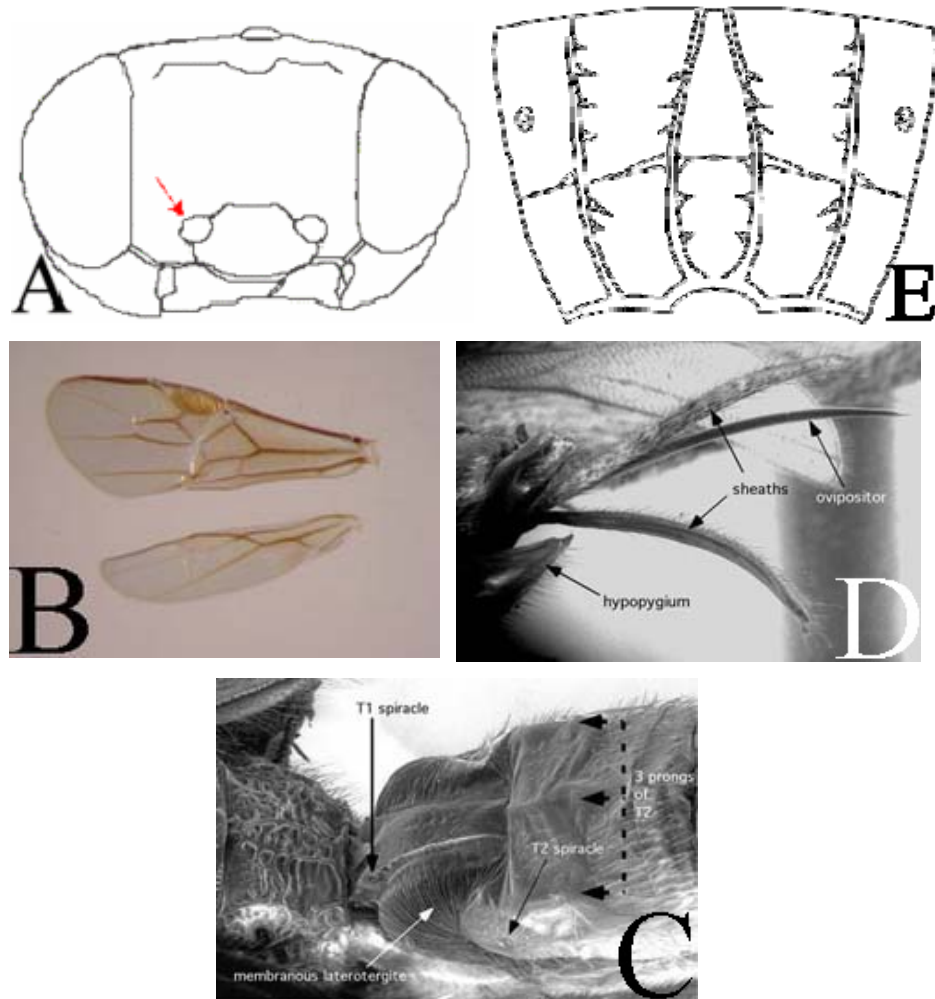 A
E
B
sheaths
ovipositor
hypopygium
D
T1 spiracle
3 prongs
of
T2
T2 spiracle
membranous laterotergite
C